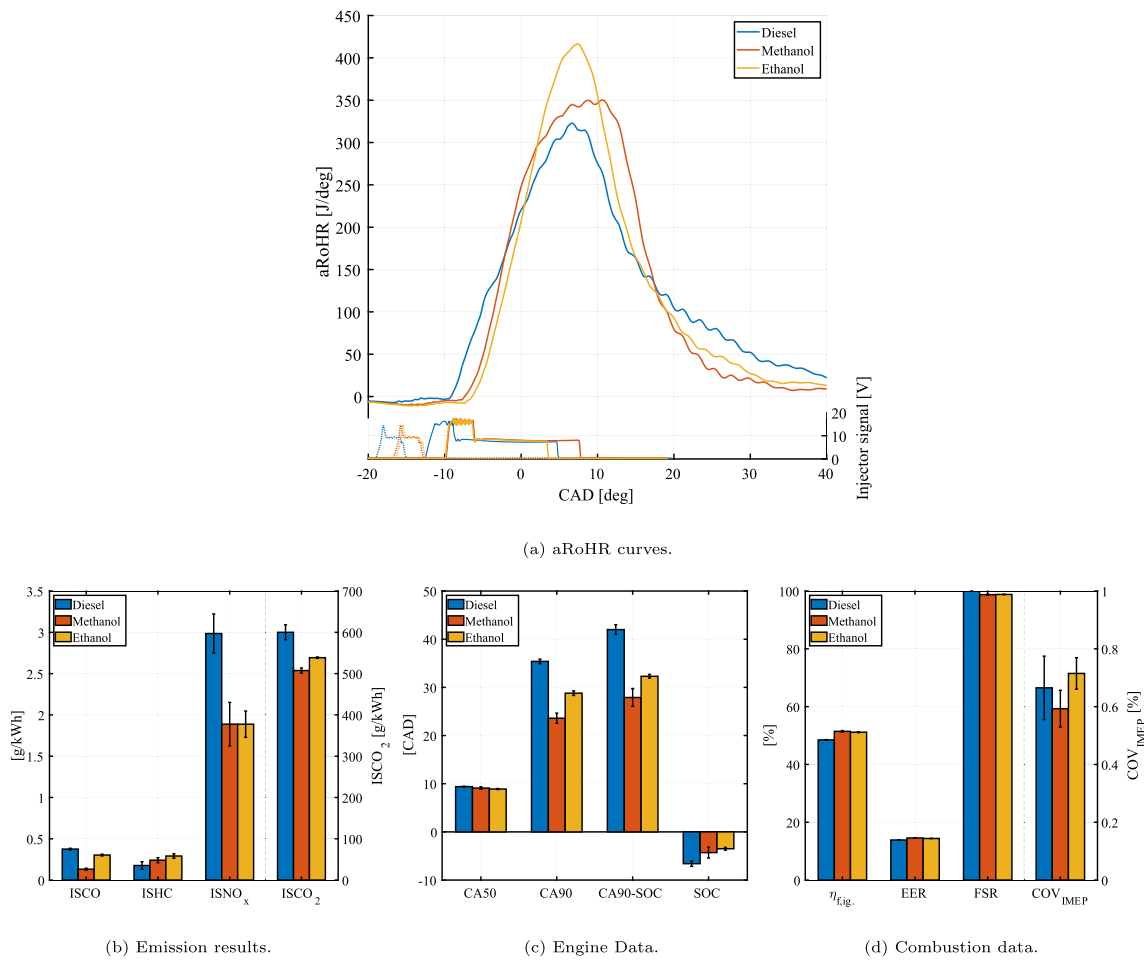 450
400
350
300
250
200
150
100
50
0
aRoHR [J/deg]
Diesel
Methanol
Ethanol
20
10
0
Injector signal [V]
-20 -10 0 10 20 30 40
CAD [deg]
(a) aRoHR curves.
3.5
3
2.5
2
1.5
1
0.5
0
[g/kWh]
Diesel
Methanol
Ethanol
700
600
500
400
300
200
100
0
ISCO2 [g/kWh]
ISCO ISHC ISNOx ISCO2
(b) Emission results.
50
40
30
20
10
0
-10
[CAD]
Diesel
Methanol
Ethanol
CA50 CA90 CA90-SOC SOC
(c) Engine Data.
100
80
60
40
20
0
[%]
Diesel
Methanol
Ethanol
1
0.8
0.6
0.4
0.2
0
COVIMEP [%]
ηf,ig. EER FSR COVIMEP
(d) Combustion data.